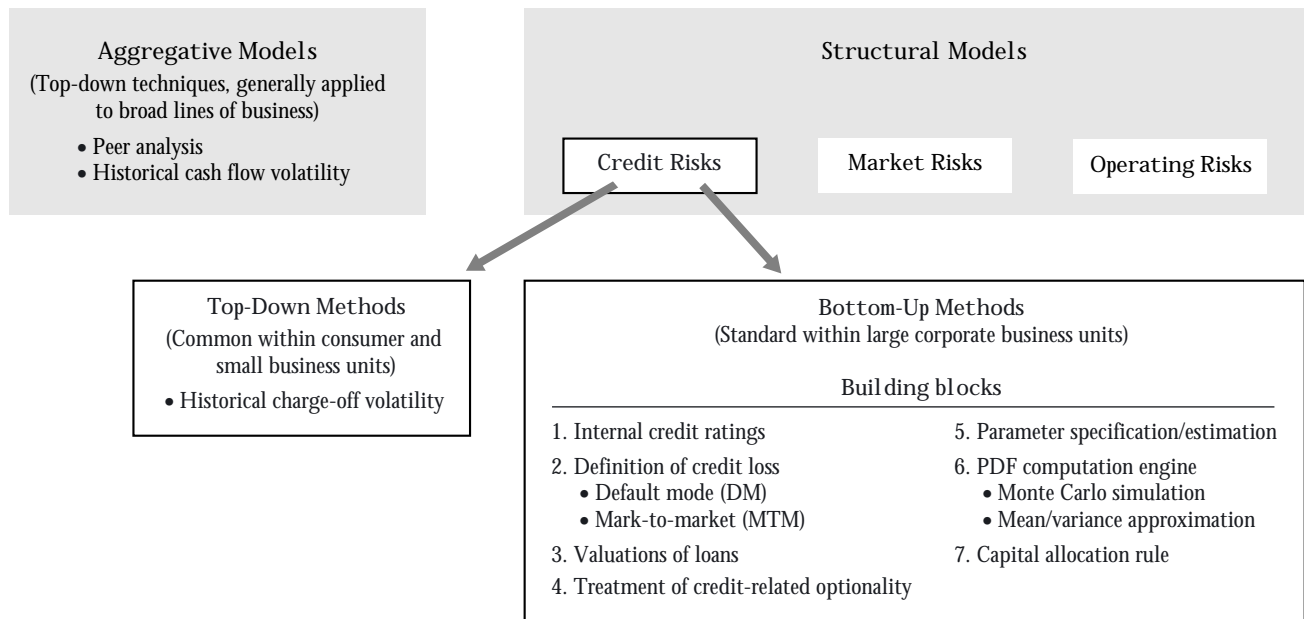 Aggregative Models
(Top-down techniques, generally applied
to broad lines of business)
• Peer analysis
• Historical cash flow volatility
Structural Models
Credit Risks
Market Risks
Operating Risks
Top-Down Methods
(Common within consumer and
small business units)
• Historical charge-off volatility
Bottom-Up Methods
(Standard within large corporate business units)
Building blocks
1. Internal credit ratings
2. Definition of credit loss
• Default mode (DM)
• Mark-to-market (MTM)
3. Valuations of loans
4. Treatment of credit-related optionality
5. Parameter specification/estimation
6. PDF computation engine
• Monte Carlo simulation
• Mean/variance approximation
7. Capital allocation rule